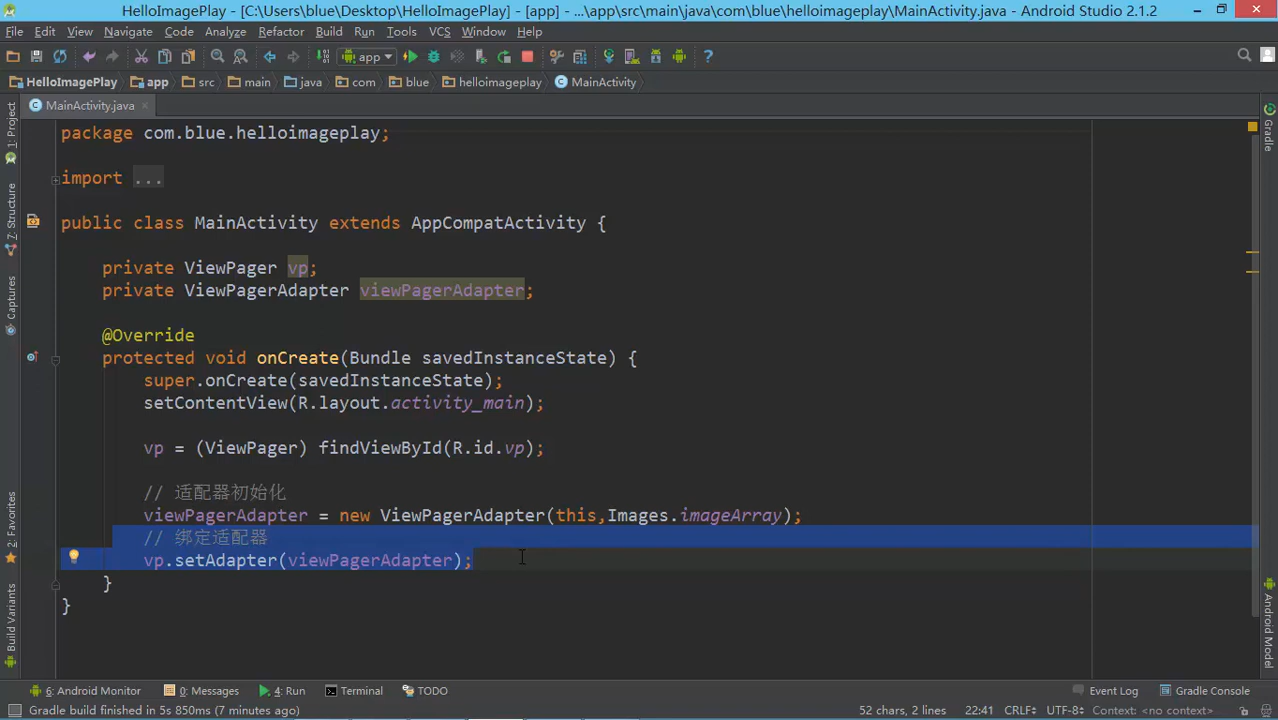 HelloImagePlay - [C:\Users\blue\Desktop\HelloImagePlay] - [app] - ...\app\src\main\java\com\blue\helloimageplay\MainActivity.java - Android Studio 2.1.2
File Edit View Navigate Code Analyze Refactor Build Run Tools VCS Window Help
app
HelloImagePlay app src main java com blue helloimageplay MainActivity
MainActivity.java
1: Project
7: Structure
Captures
2: Favorites
Build Variants
Gradle
Android Model
package com.blue.helloimageplay;
import ...
public class MainActivity extends AppCompatActivity {
private ViewPager vp;
private ViewPagerAdapter viewPagerAdapter;
@Override
protected void onCreate(Bundle savedInstanceState) {
super.onCreate(savedInstanceState);
setContentView(R.layout.activity_main);
vp = (ViewPager) findViewById(R.id.vp);
// 适配器初始化
viewPagerAdapter = new ViewPagerAdapter(this,Images.imageArray);
// 绑定适配器
vp.setAdapter(viewPagerAdapter);
}
}
6: Android Monitor 0: Messages 4: Run Terminal TODO Event Log Gradle Console
Gradle build finished in 5s 850ms (7 minutes ago) 52 chars, 2 lines 22:41 CRLF÷ UTF-8÷ Context: <no context>